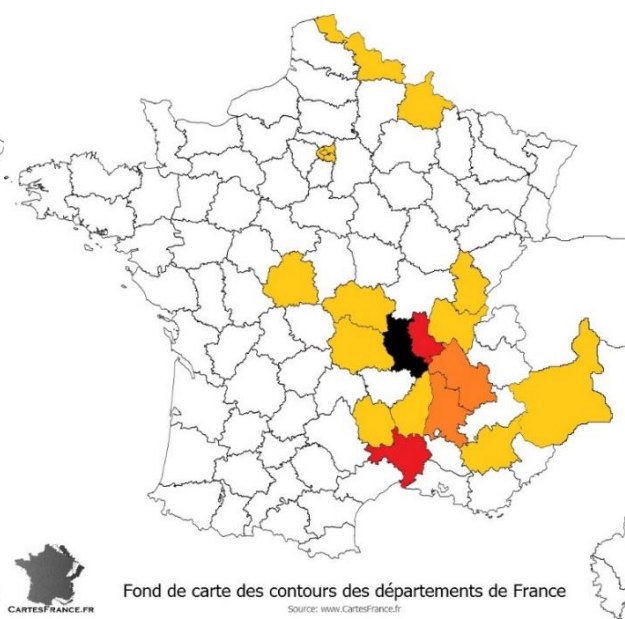 Fond de carte des contours des départements de France
CARTESFRANCE.FR
Source: www.CartesFrance.fr